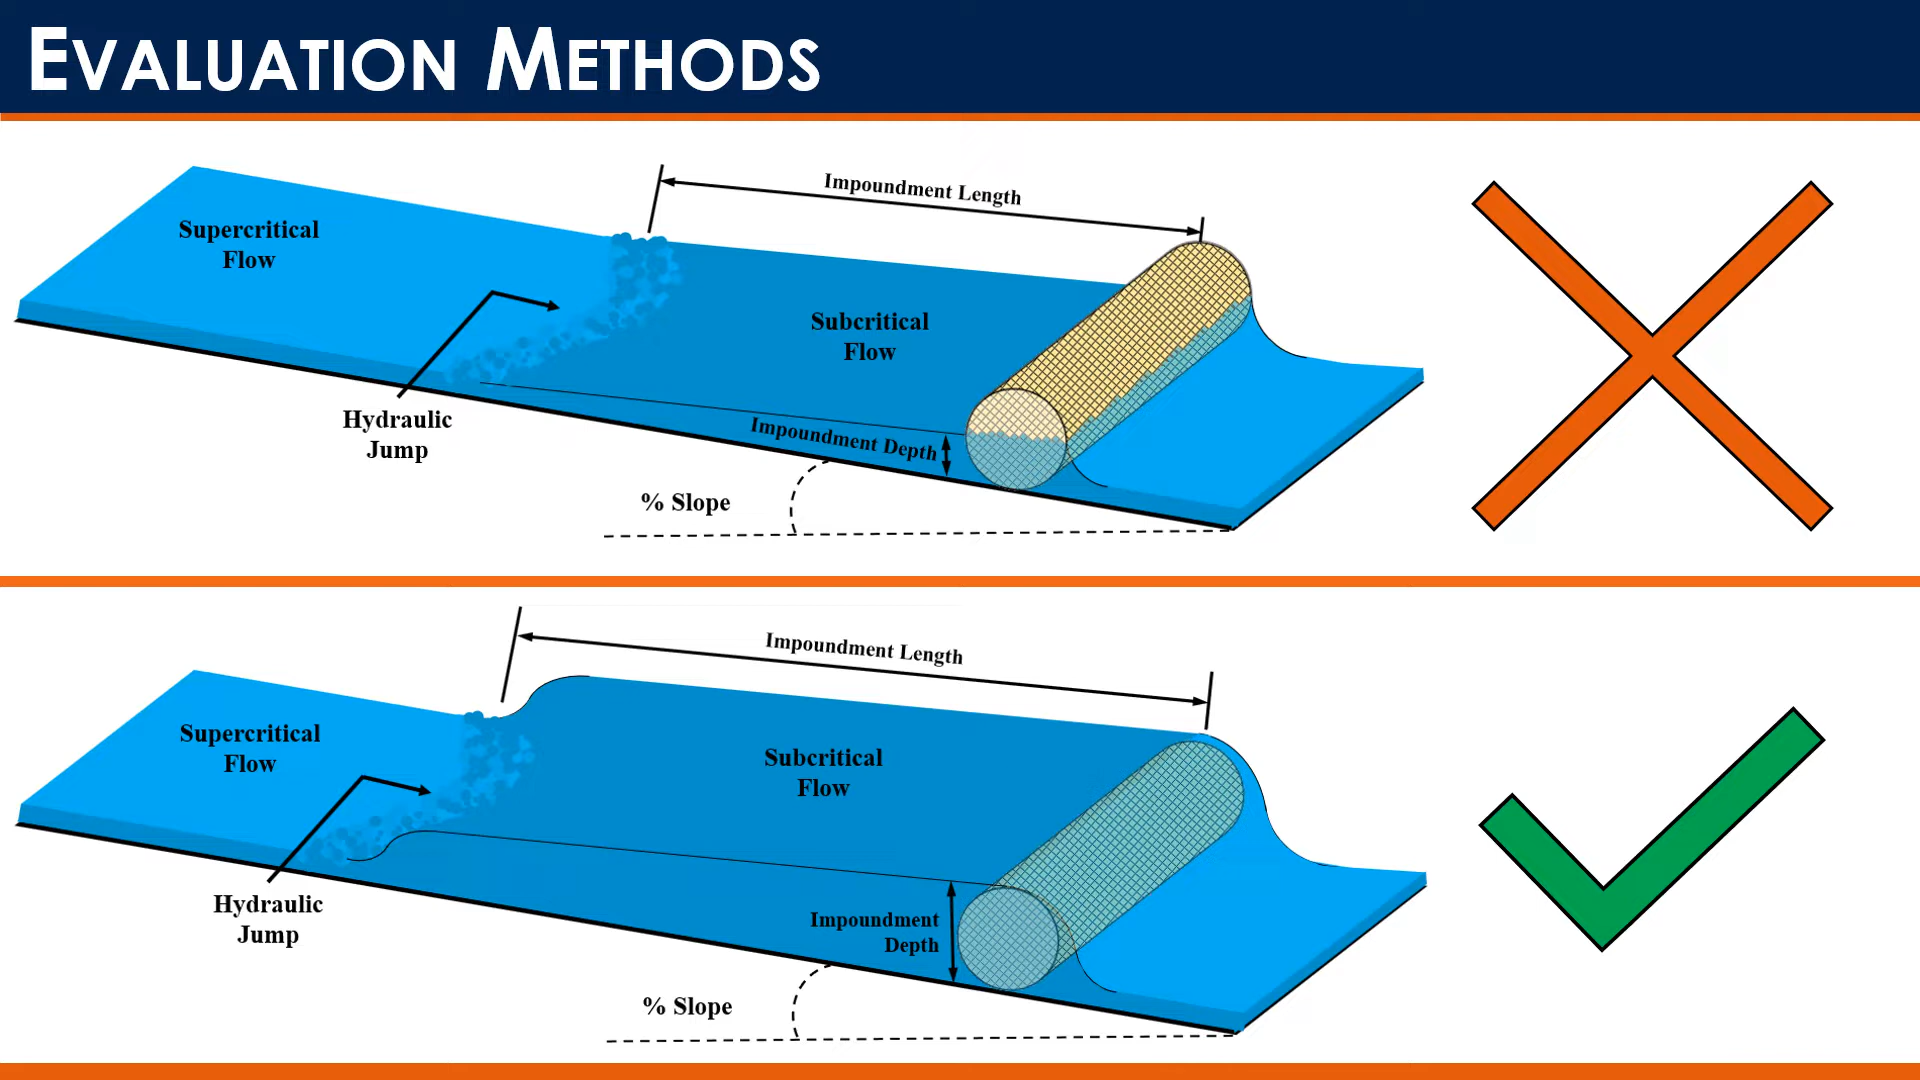 EVALUATION METHODS
Impoundment Length
Supercritical
Flow
Subcritical
Flow
Hydraulic
Jump
Impoundment Depth
% Slope
Impoundment Length
Supercritical
Flow
Subcritical
Flow
Hydraulic
Jump
Impoundment
Depth
% Slope